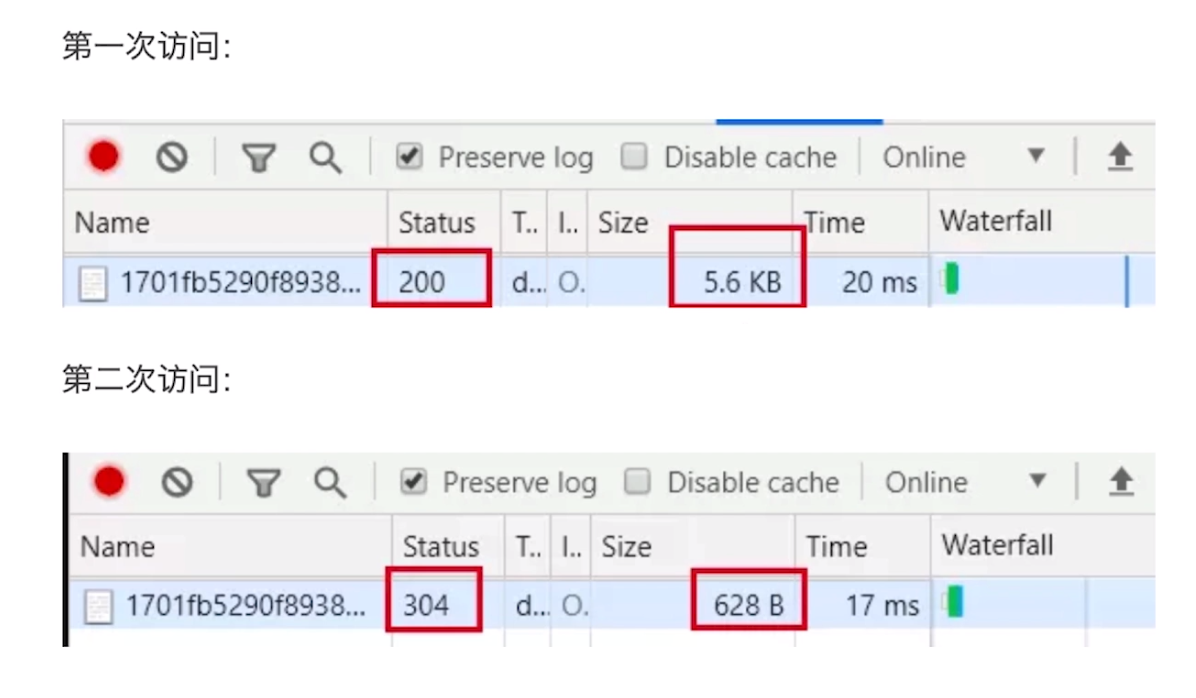 第一次访问：
Preserve log Disable cache Online
Name Status T.. I.. Size Time Waterfall
1701fb5290f8938... 200 d... O. 5.6 KB 20 ms
第二次访问：
Preserve log Disable cache Online
Name Status T.. I.. Size Time Waterfall
1701fb5290f8938... 304 d... O. 628 B 17 ms